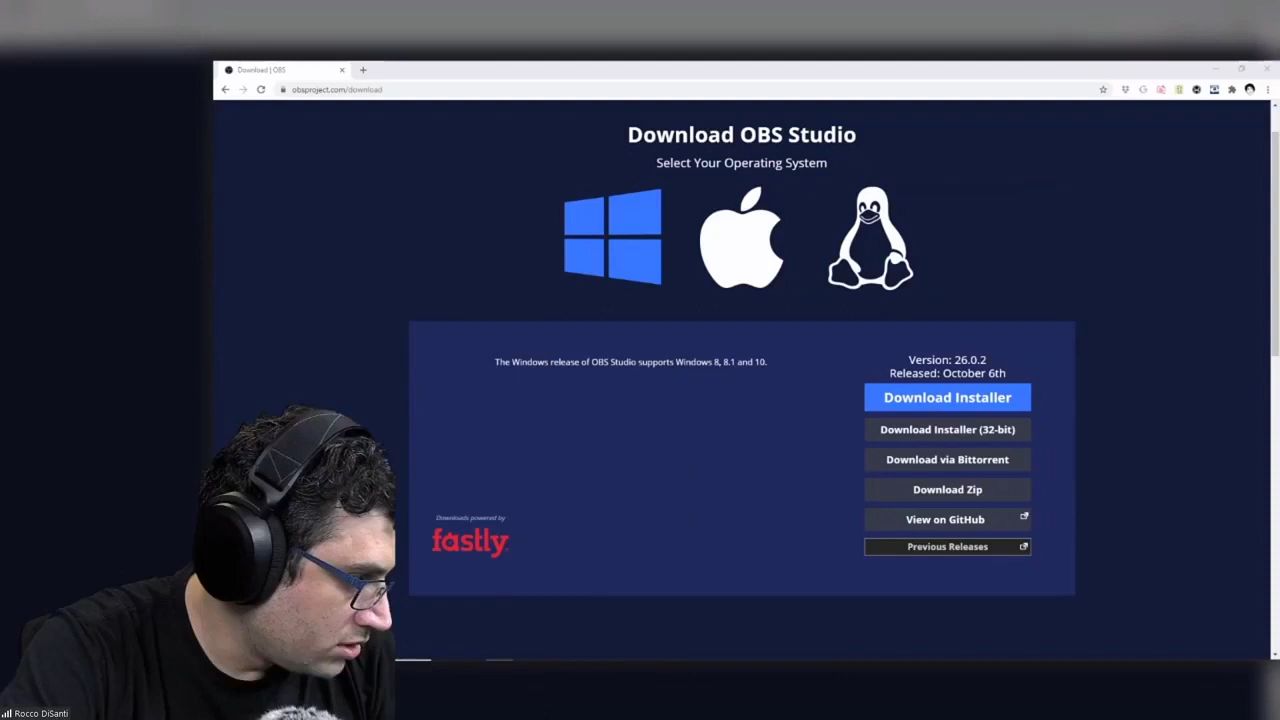 Download | OBS
obsproject.com/download
Download OBS Studio
Select Your Operating System
The Windows release of OBS Studio supports Windows 8, 8.1 and 10.
Version: 26.0.2
Released: October 6th
Download Installer
Download Installer (32-bit)
Download via Bittorrent
Download Zip
View on GitHub
Previous Releases
Downloads powered by
fastly
Rocco DiSanti